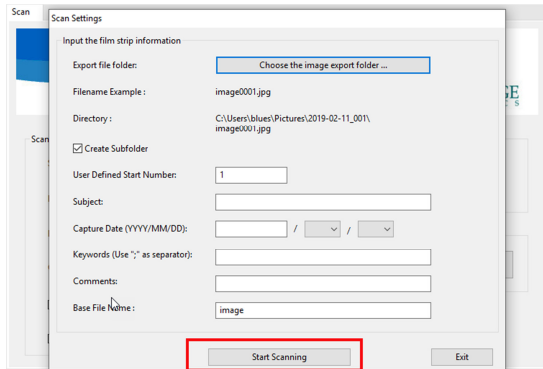 Scan
Scan Settings
Input the film strip information
Export file folder:
Choose the image export folder ...
Filename Example :
image0001.jpg
Directory :
C:\Users\blues\Pictures\2019-02-11_001\
image0001.jpg
Create Subfolder
User Defined Start Number:
1
Subject:
Capture Date (YYYY/MM/DD):
/ /
Keywords (Use ";" as separator):
Comments:
Base File Name :
image
Start Scanning
Exit
Scan